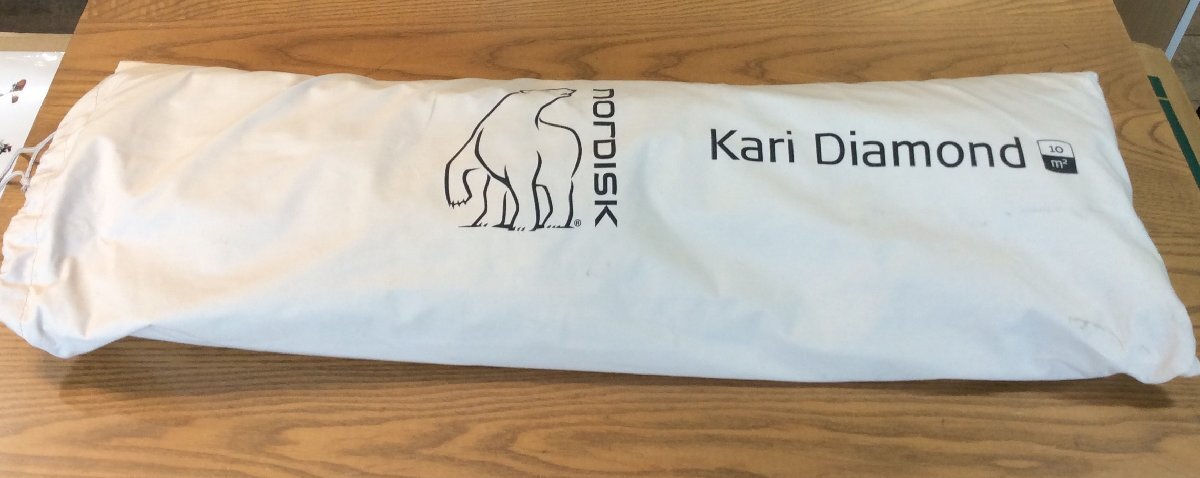 NORDISK
®
Kari Diamond
10
m²